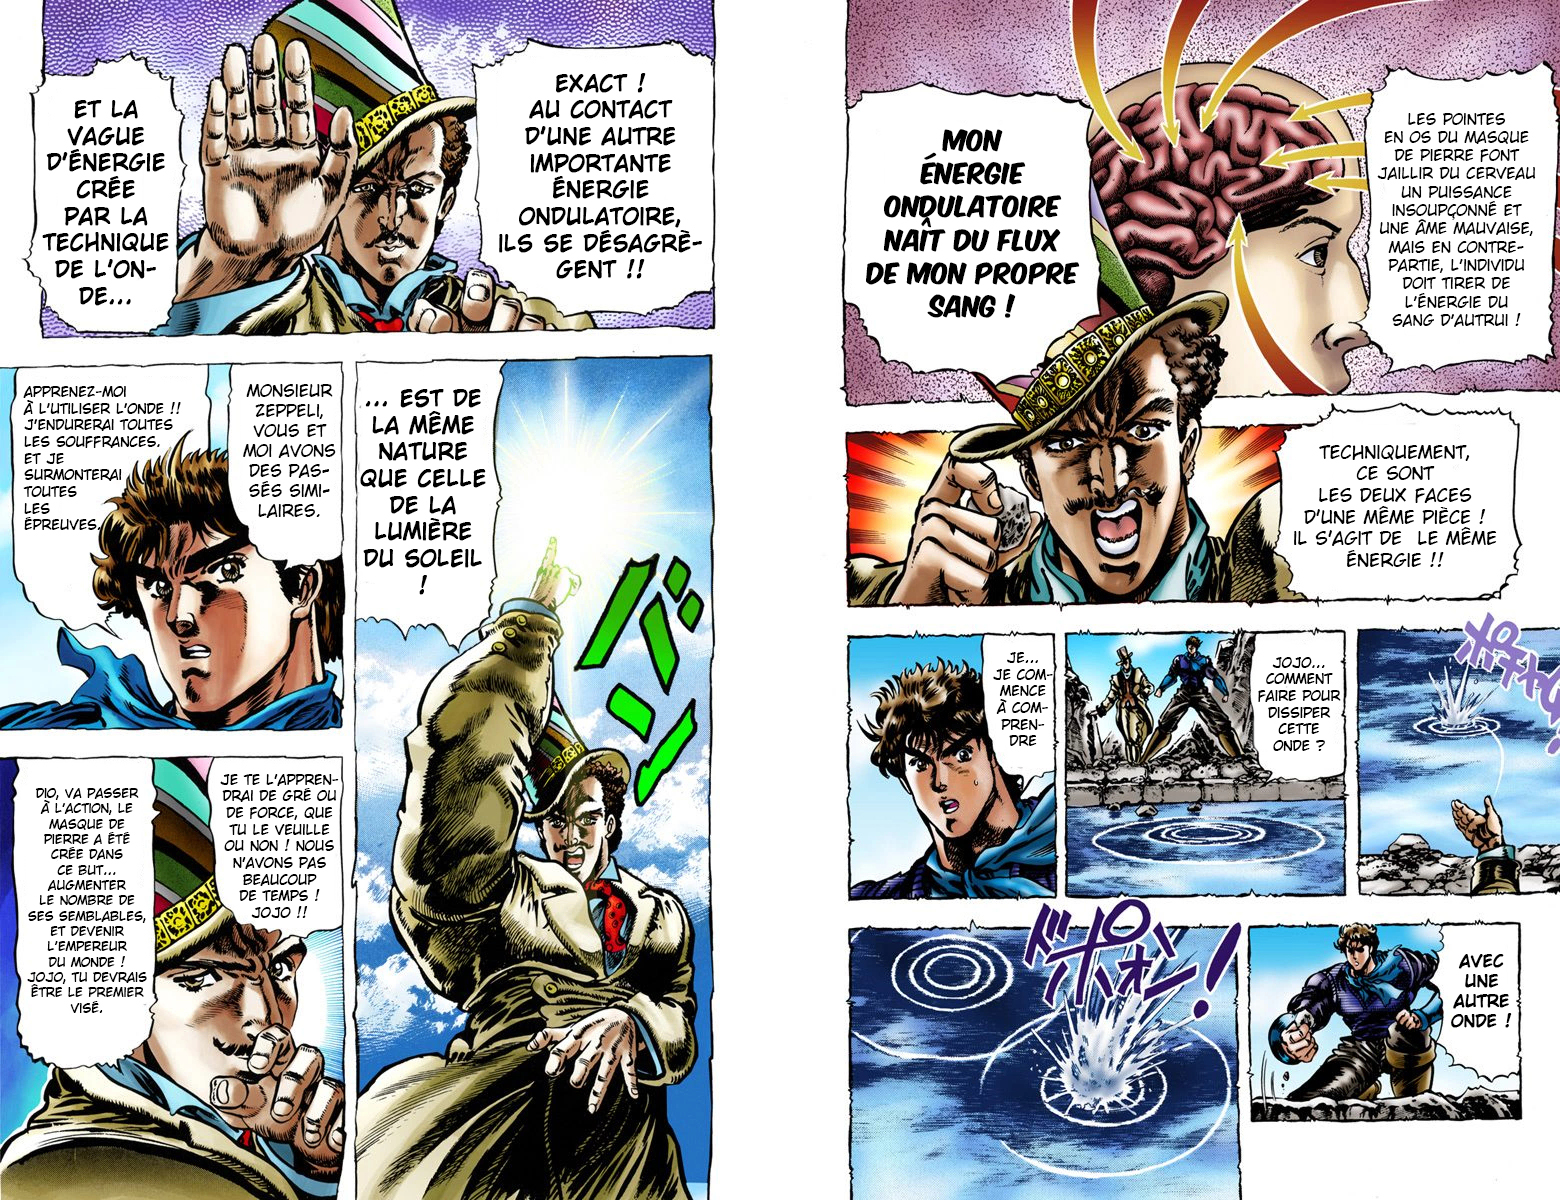 LES POINTES
EN OS DU MASQUE
DE PIERRE FONT
JAILLIR DU CERVEAU
UN PUISSANCE
INSOUPÇONNÉ ET
UNE ÂME MAUVAISE,
MAIS EN CONTRE-
PARTIE, L'INDIVIDU
DOIT TIRER DE
L'ÉNERGIE DU
SANG D'AUTRUI !
MON
ÉNERGIE
ONDULATOIRE
NAÎT DU FLUX
DE MON PROPRE
SANG !
TECHNIQUEMENT,
CE SONT
LES DEUX FACES
D'UNE MÊME PIÈCE !
IL S'AGIT DE LE MÊME
ÉNERGIE !!
JOJO...
COMMENT
FAIRE POUR
DISSIPER
CETTE
ONDE ?
JE...
JE COM-
MENCE
À COM-
PREN-
DRE
AVEC
UNE
AUTRE
ONDE !
ドポォン!
EXACT !
AU CONTACT
D'UNE AUTRE
IMPORTANTE
ÉNERGIE
ONDULATOIRE,
ILS SE DÉSAGRÈ-
GENT !!
ET LA
VAGUE
D'ÉNERGIE
CRÉE
PAR LA
TECHNIQUE
DE L'ON-
DE...
... EST DE
LA MÊME
NATURE
QUE CELLE
DE LA
LUMIÈRE
DU SOLEIL
!
バン
MONSIEUR
ZEPPELI,
VOUS ET
MOI AVONS
DES PAS-
SÉS SIMI-
LAIRES.
APPRENEZ-MOI
À L'UTILISER L'ONDE !!
J'ENDURERAI TOUTES
LES SOUFFRANCES.
ET JE
SURMONTERAI
TOUTES
LES
ÉPREUVES.
JE TE L'APPREN-
DRAI DE GRÉ OU
DE FORCE, QUE
TU LE VEUILLE
OU NON ! NOUS
N'AVONS PAS
BEAUCOUP
DE TEMPS !
JOJO !!
DIO, VA PASSER
À L'ACTION, LE
MASQUE DE
PIERRE A ÉTÉ
CRÉE DANS
CE BUT...
AUGMENTER
LE NOMBRE DE
SES SEMBLABLES,
ET DEVENIR
L'EMPEREUR
DU MONDE !
JOJO, TU DEVRAIS
ÊTRE LE PREMIER
VISÉ.